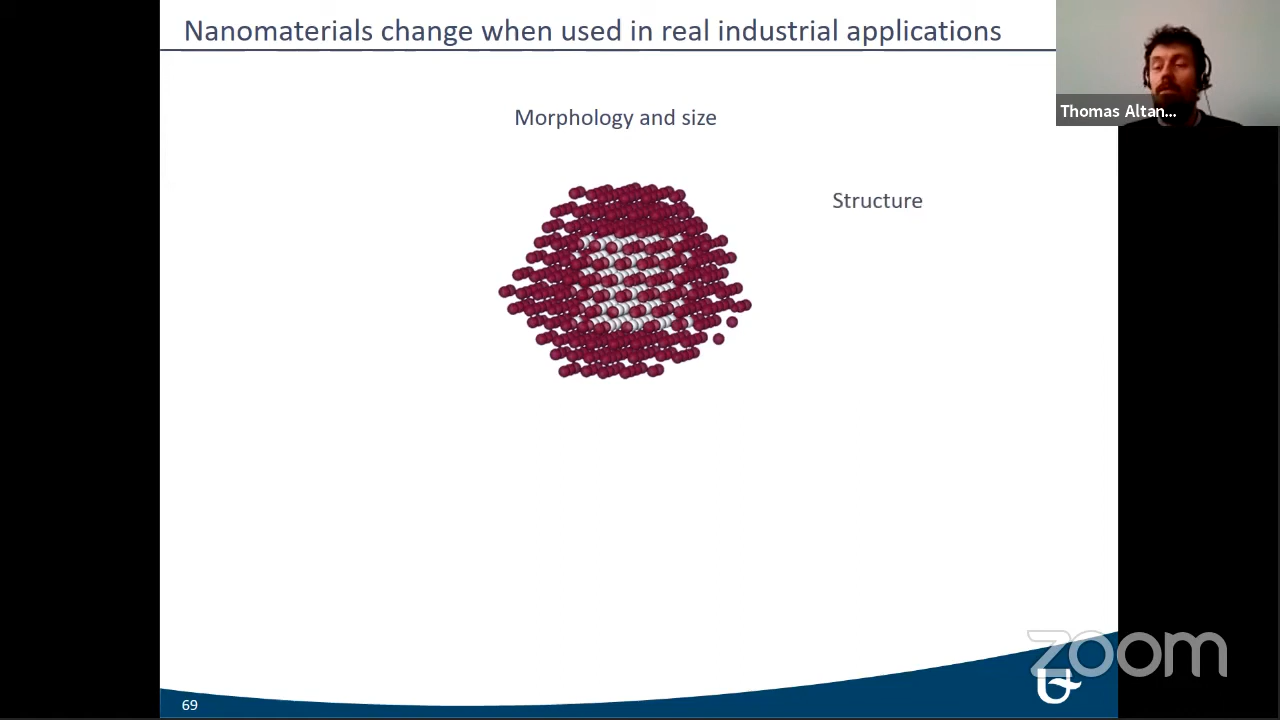 Nanomaterials change when used in real industrial applications
Thomas Altan...
Morphology and size
Structure
zoom
69